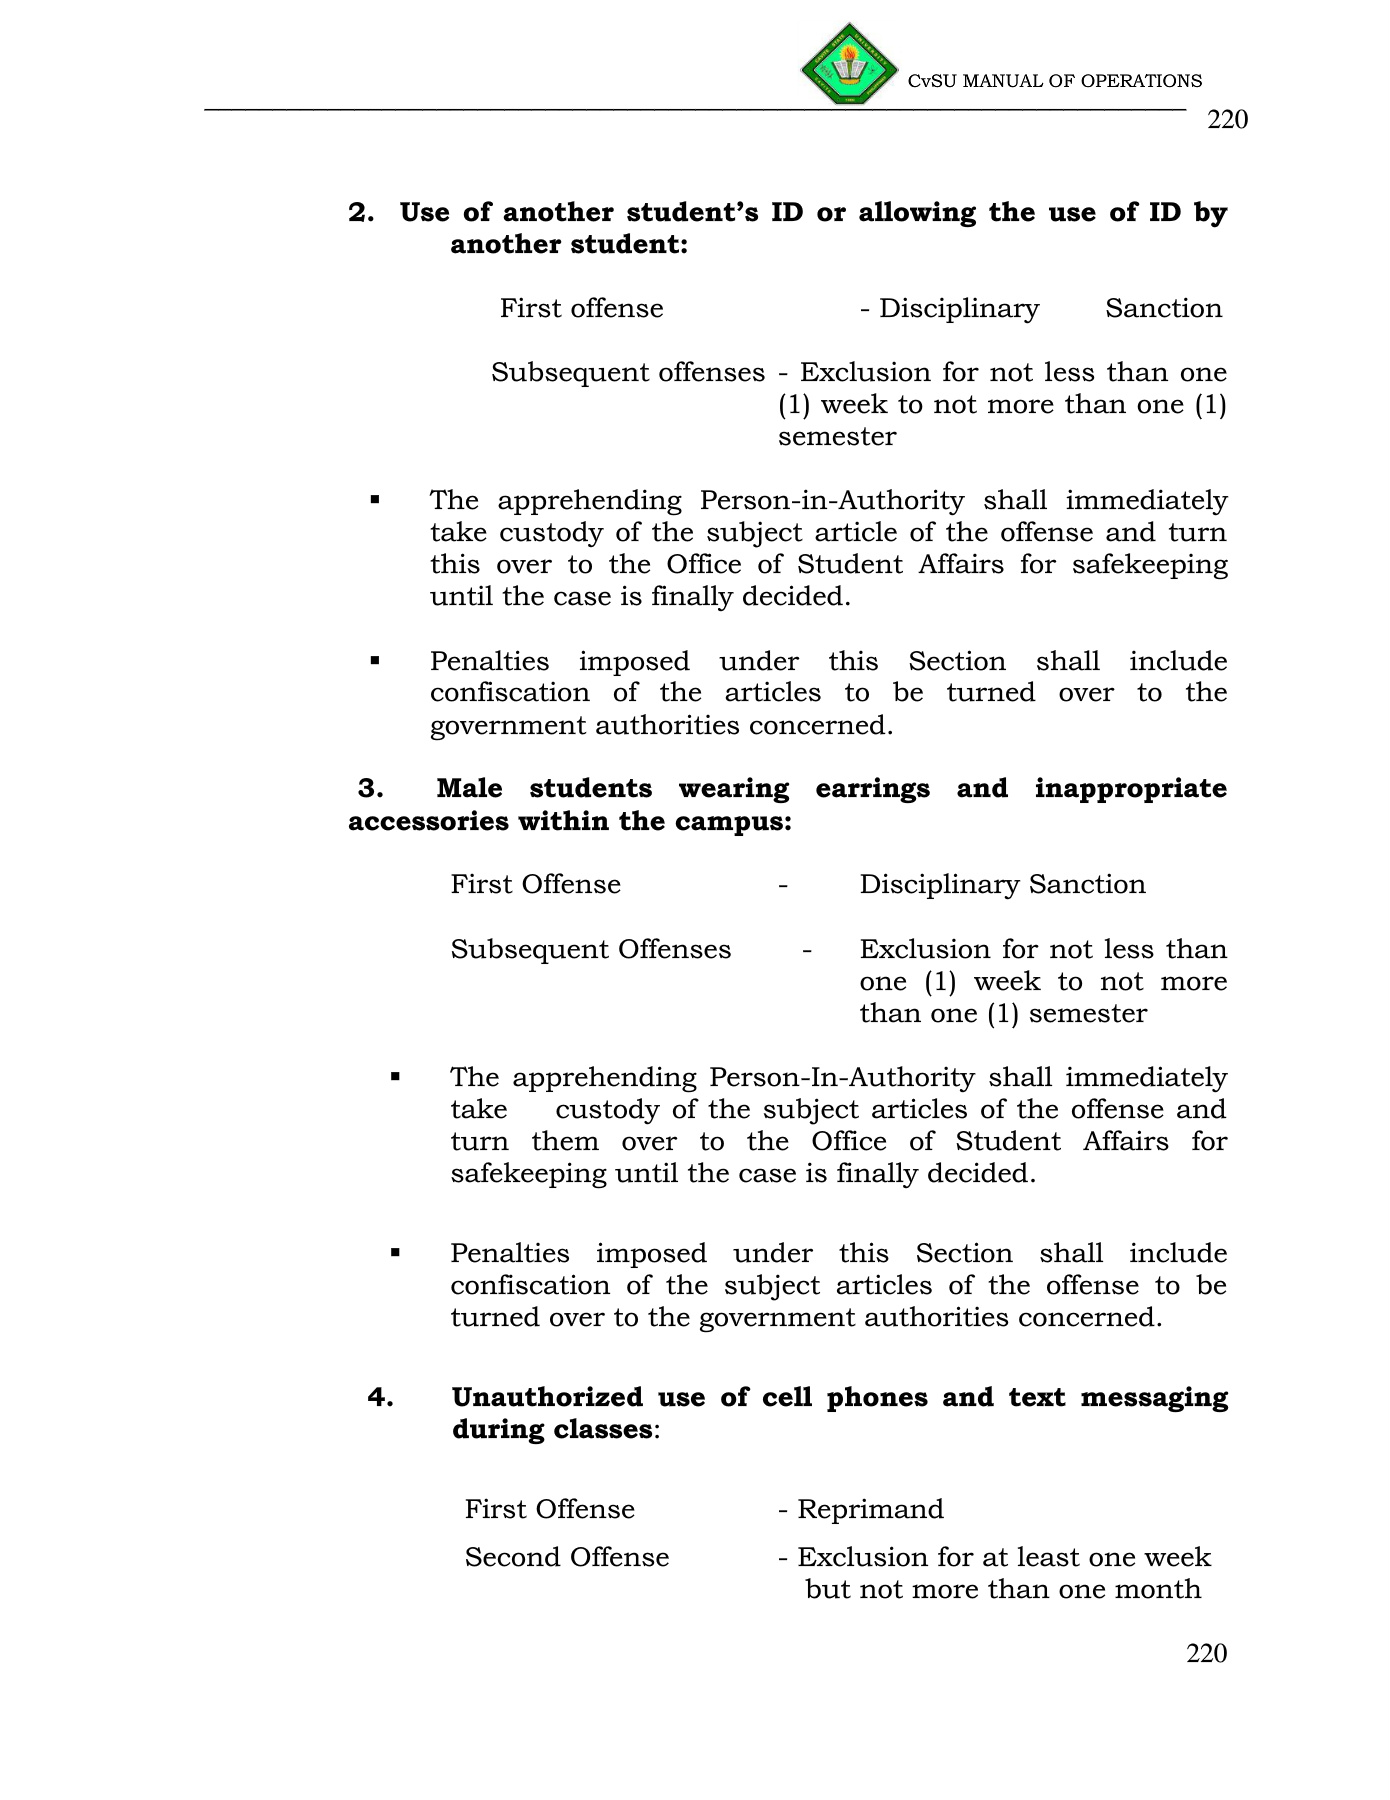 CvSU MANUAL OF OPERATIONS
220
2. Use of another student’s ID or allowing the use of ID by
another student:
First offense - Disciplinary Sanction
Subsequent offenses - Exclusion for not less than one
(1) week to not more than one (1)
semester
▪ The apprehending Person-in-Authority shall immediately
take custody of the subject article of the offense and turn
this over to the Office of Student Affairs for safekeeping
until the case is finally decided.
▪ Penalties imposed under this Section shall include
confiscation of the articles to be turned over to the
government authorities concerned.
3. Male students wearing earrings and inappropriate
accessories within the campus:
First Offense - Disciplinary Sanction
Subsequent Offenses - Exclusion for not less than
one (1) week to not more
than one (1) semester
▪ The apprehending Person-In-Authority shall immediately
take custody of the subject articles of the offense and
turn them over to the Office of Student Affairs for
safekeeping until the case is finally decided.
▪ Penalties imposed under this Section shall include
confiscation of the subject articles of the offense to be
turned over to the government authorities concerned.
4. Unauthorized use of cell phones and text messaging
during classes:
First Offense - Reprimand
Second Offense - Exclusion for at least one week
but not more than one month
220